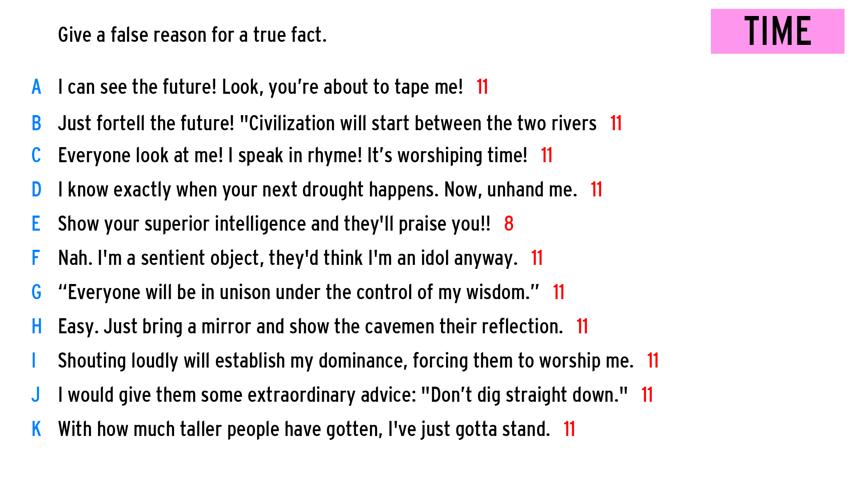 Give a false reason for a true fact.
TIME
A I can see the future! Look, you're about to tape me! 11
B Just fortell the future! "Civilization will start between the two rivers 11
C Everyone look at me! I speak in rhyme! It's worshiping time! 11
D I know exactly when your next drought happens. Now, unhand me. 11
E Show your superior intelligence and they'll praise you!! 8
F Nah. I'm a sentient object, they'd think I'm an idol anyway. 11
G “Everyone will be in unison under the control of my wisdom.” 11
H Easy. Just bring a mirror and show the cavemen their reflection. 11
I Shouting loudly will establish my dominance, forcing them to worship me. 11
J I would give them some extraordinary advice: "Don't dig straight down." 11
K With how much taller people have gotten, I've just gotta stand. 11